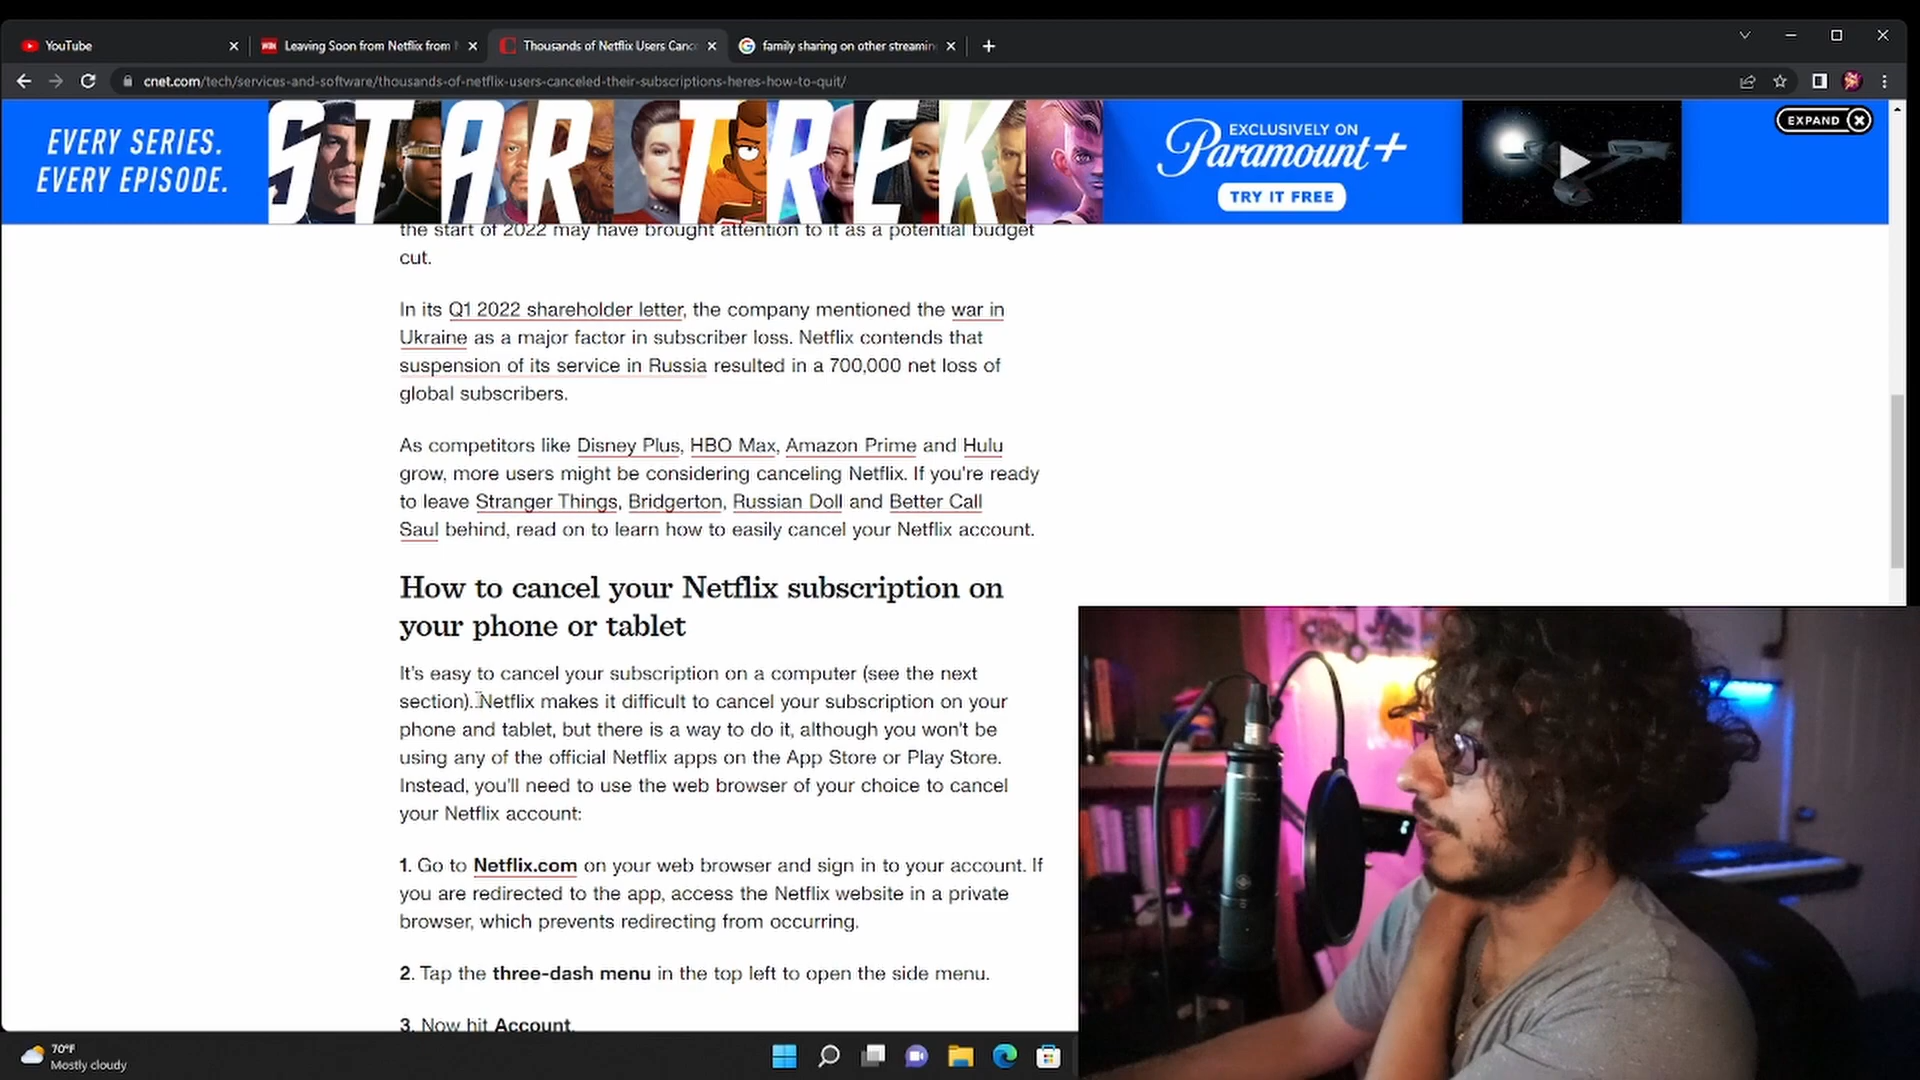 YouTube
Leaving Soon from Netflix from
Thousands of Netflix Users Canc
family sharing on other streamin
cnet.com/tech/services-and-software/thousands-of-netflix-users-canceled-their-subscriptions-heres-how-to-quit/
EVERY SERIES.
EVERY EPISODE.
STAR TREK
EXCLUSIVELY ON
Paramount+
TRY IT FREE
EXPAND
the start of 2022 may have brought attention to it as a potential budget
cut.
In its Q1 2022 shareholder letter, the company mentioned the war in
Ukraine as a major factor in subscriber loss. Netflix contends that
suspension of its service in Russia resulted in a 700,000 net loss of
global subscribers.
As competitors like Disney Plus, HBO Max, Amazon Prime and Hulu
grow, more users might be considering canceling Netflix. If you're ready
to leave Stranger Things, Bridgerton, Russian Doll and Better Call
Saul behind, read on to learn how to easily cancel your Netflix account.
How to cancel your Netflix subscription on
your phone or tablet
It's easy to cancel your subscription on a computer (see the next
section). Netflix makes it difficult to cancel your subscription on your
phone and tablet, but there is a way to do it, although you won't be
using any of the official Netflix apps on the App Store or Play Store.
Instead, you'll need to use the web browser of your choice to cancel
your Netflix account:
1. Go to Netflix.com on your web browser and sign in to your account. If
you are redirected to the app, access the Netflix website in a private
browser, which prevents redirecting from occurring.
2. Tap the three-dash menu in the top left to open the side menu.
3. Now hit Account.
70°F
Mostly cloudy